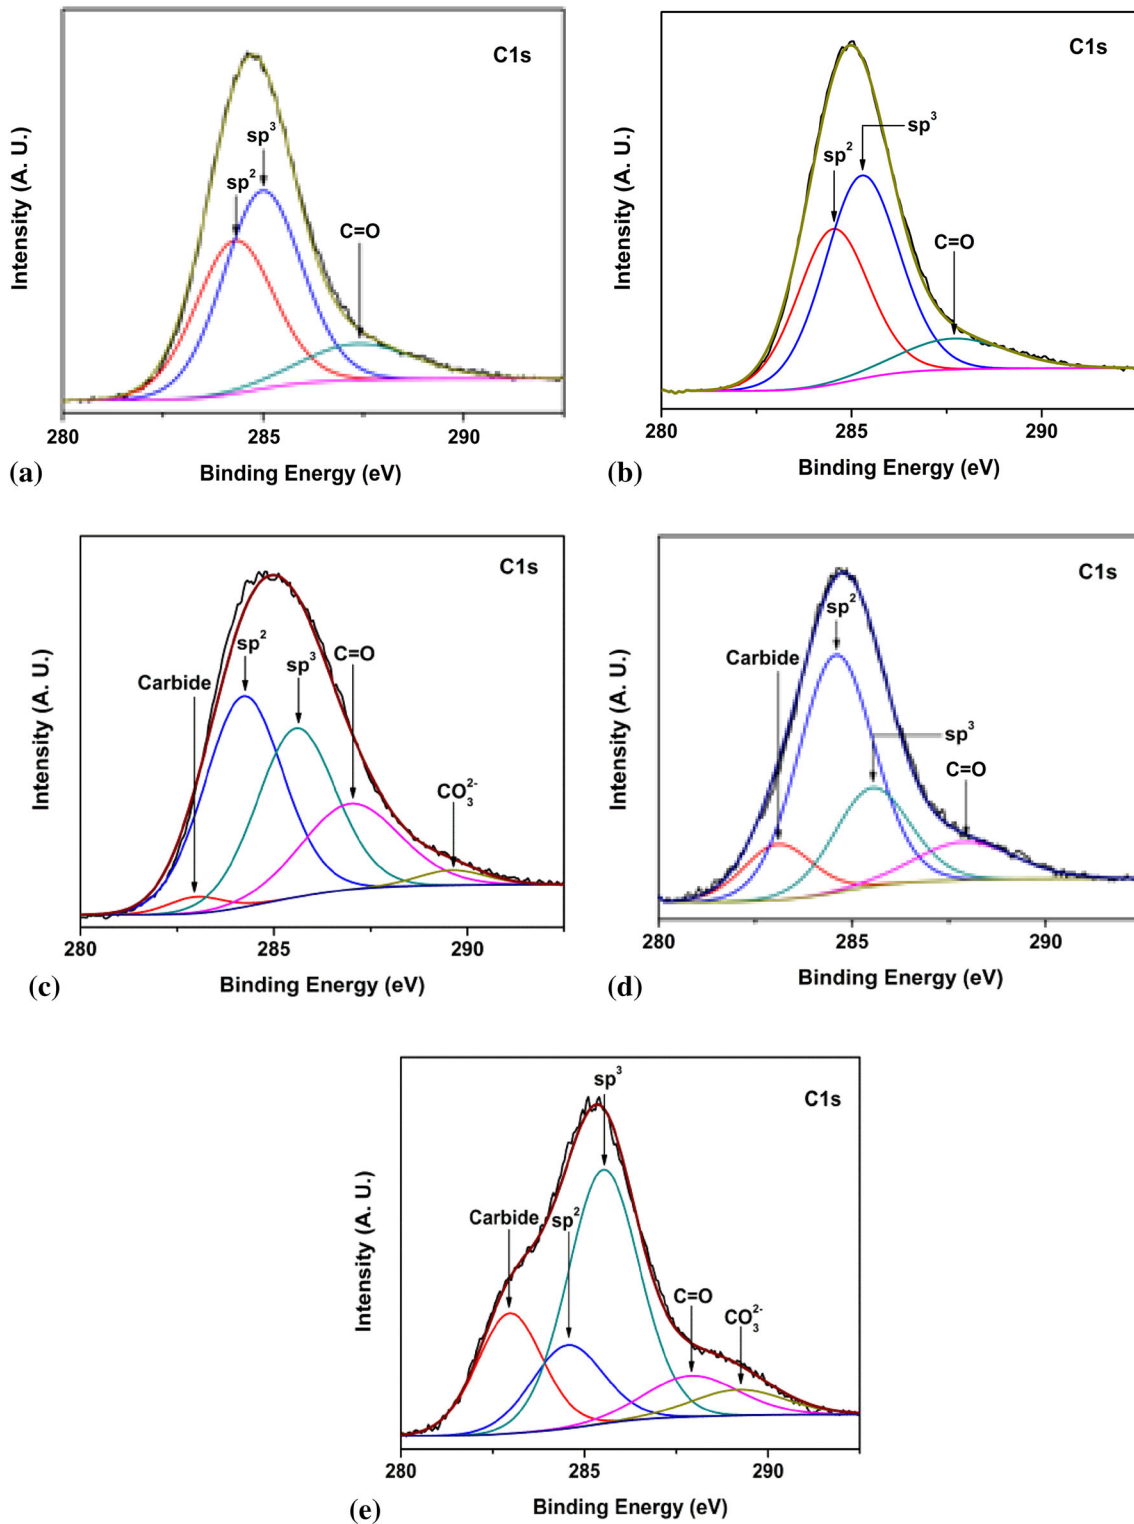 C1s
sp³
sp²
C=O
Intensity (A. U.)
280 285 290
Binding Energy (eV)
(a)
C1s
sp³
sp²
C=O
Intensity (A. U.)
280 285 290
Binding Energy (eV)
(b)
C1s
sp²
C=O
sp³
Carbide
CO₃²⁻
Intensity (A. U.)
280 285 290
Binding Energy (eV)
(c)
C1s
sp²
Carbide
sp³
C=O
Intensity (A. U.)
280 285 290
Binding Energy (eV)
(d)
sp³
C1s
Carbide
sp²
C=O
CO₃²⁻
Intensity (A. U.)
280 285 290
Binding Energy (eV)
(e)